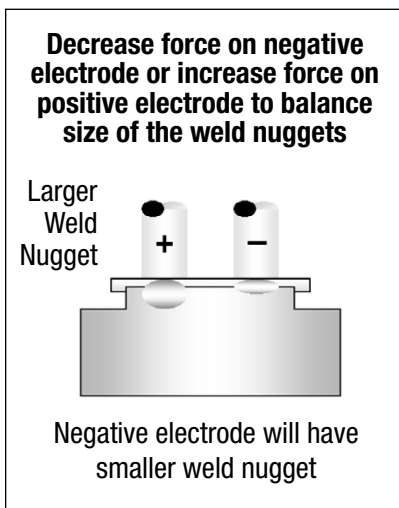 Decrease force on negative
electrode or increase force on
positive electrode to balance
size of the weld nuggets
Larger
Weld
Nugget
+ −
Negative electrode will have
smaller weld nugget